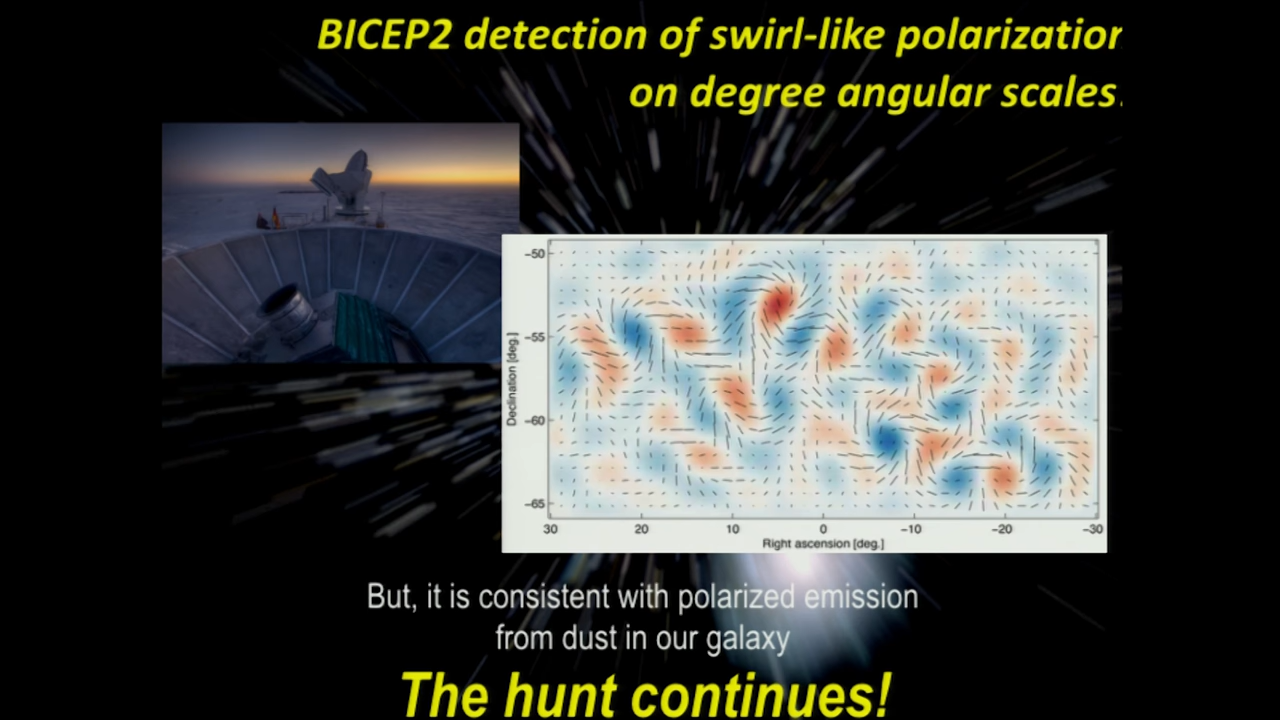 BICEP2 detection of swirl-like polarization
on degree angular scales.
−50
−55
−60
−65
Declination [deg.]
30 20 10 0 −10 −20 −30
Right ascension [deg.]
But, it is consistent with polarized emission
from dust in our galaxy
The hunt continues!